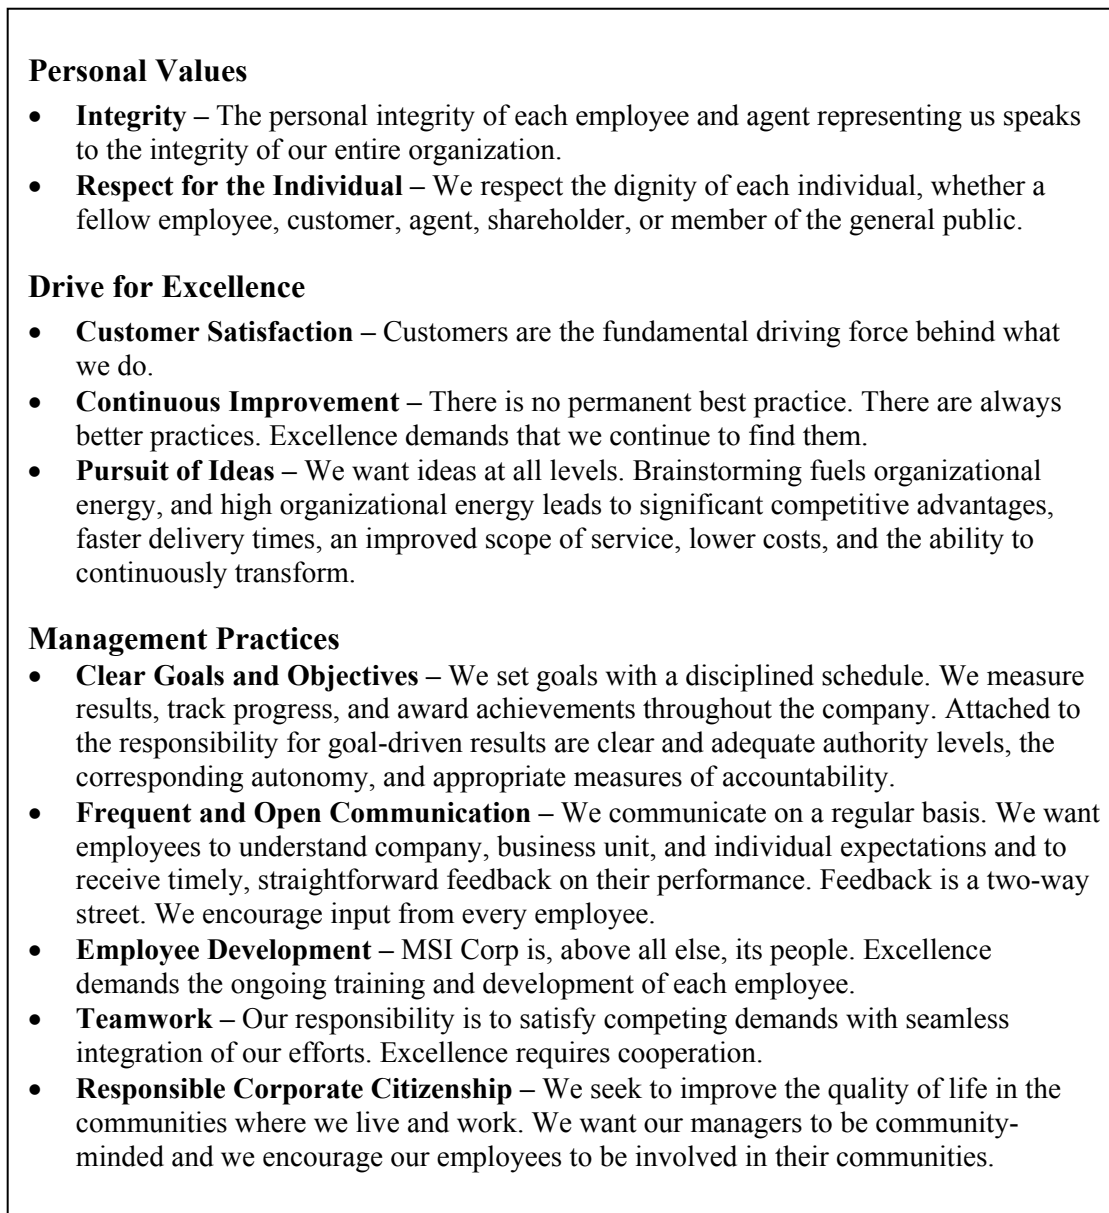 Personal Values
• Integrity – The personal integrity of each employee and agent representing us speaks
to the integrity of our entire organization.
• Respect for the Individual – We respect the dignity of each individual, whether a
fellow employee, customer, agent, shareholder, or member of the general public.
Drive for Excellence
• Customer Satisfaction – Customers are the fundamental driving force behind what
we do.
• Continuous Improvement – There is no permanent best practice. There are always
better practices. Excellence demands that we continue to find them.
• Pursuit of Ideas – We want ideas at all levels. Brainstorming fuels organizational
energy, and high organizational energy leads to significant competitive advantages,
faster delivery times, an improved scope of service, lower costs, and the ability to
continuously transform.
Management Practices
• Clear Goals and Objectives – We set goals with a disciplined schedule. We measure
results, track progress, and award achievements throughout the company. Attached to
the responsibility for goal-driven results are clear and adequate authority levels, the
corresponding autonomy, and appropriate measures of accountability.
• Frequent and Open Communication – We communicate on a regular basis. We want
employees to understand company, business unit, and individual expectations and to
receive timely, straightforward feedback on their performance. Feedback is a two-way
street. We encourage input from every employee.
• Employee Development – MSI Corp is, above all else, its people. Excellence
demands the ongoing training and development of each employee.
• Teamwork – Our responsibility is to satisfy competing demands with seamless
integration of our efforts. Excellence requires cooperation.
• Responsible Corporate Citizenship – We seek to improve the quality of life in the
communities where we live and work. We want our managers to be community-
minded and we encourage our employees to be involved in their communities.